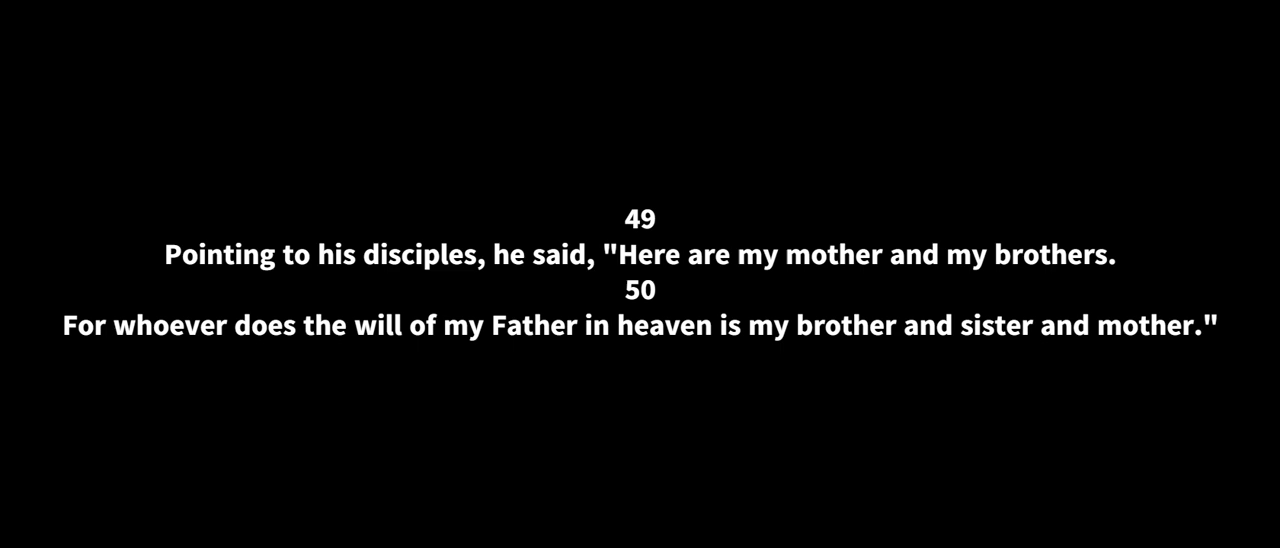 49
Pointing to his disciples, he said, "Here are my mother and my brothers.
50
For whoever does the will of my Father in heaven is my brother and sister and mother."